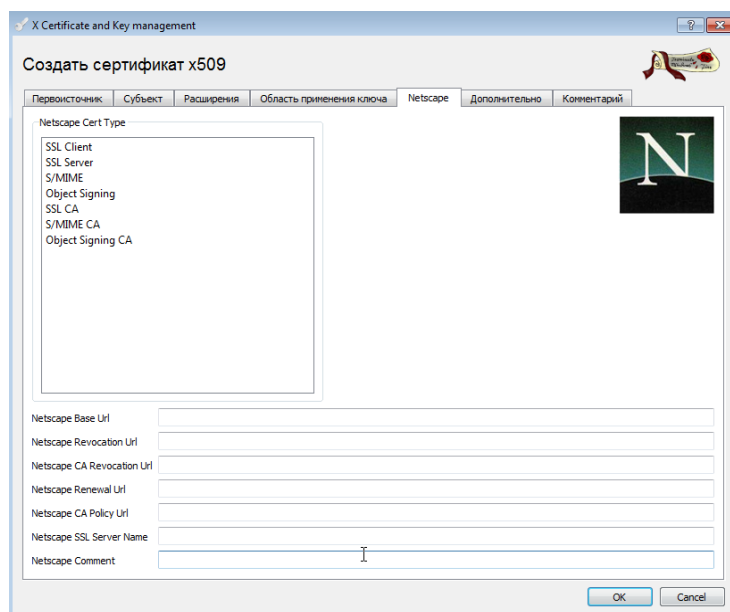 X Certificate and Key management
Создать сертификат x509
Первоисточник Субъект Расширения Область применения ключа Netscape Дополнительно Комментарий
Netscape Cert Type
SSL Client
SSL Server
S/MIME
Object Signing
SSL CA
S/MIME CA
Object Signing CA
N
Netscape Base Url
Netscape Revocation Url
Netscape CA Revocation Url
Netscape Renewal Url
Netscape CA Policy Url
Netscape SSL Server Name
Netscape Comment
OK Cancel